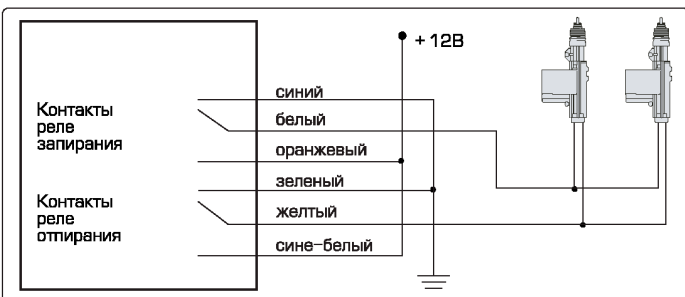 +12В
синий
Контакты
реле
запирания
белый
оранжевый
зеленый
Контакты
реле
отпирания
желтый
сине-белый